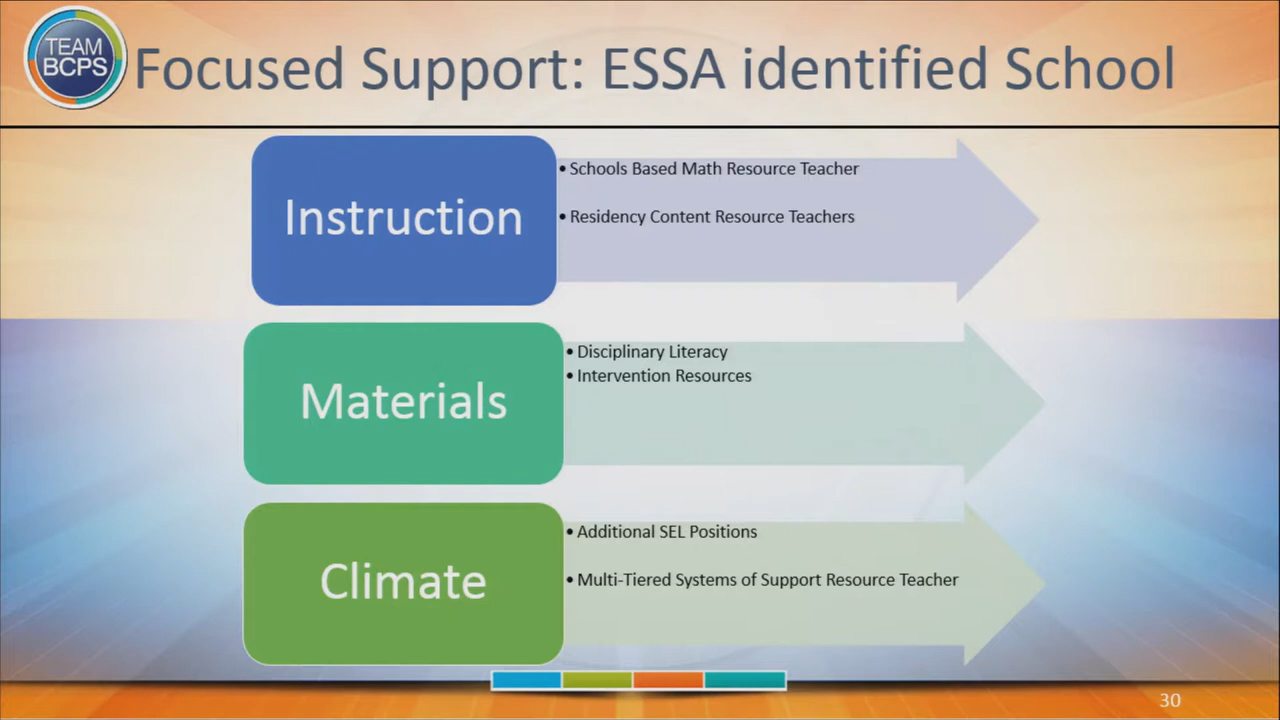 TEAM
BCPS
Focused Support: ESSA identified School
Instruction
• Schools Based Math Resource Teacher
• Residency Content Resource Teachers
Materials
• Disciplinary Literacy
• Intervention Resources
Climate
• Additional SEL Positions
• Multi-Tiered Systems of Support Resource Teacher
30